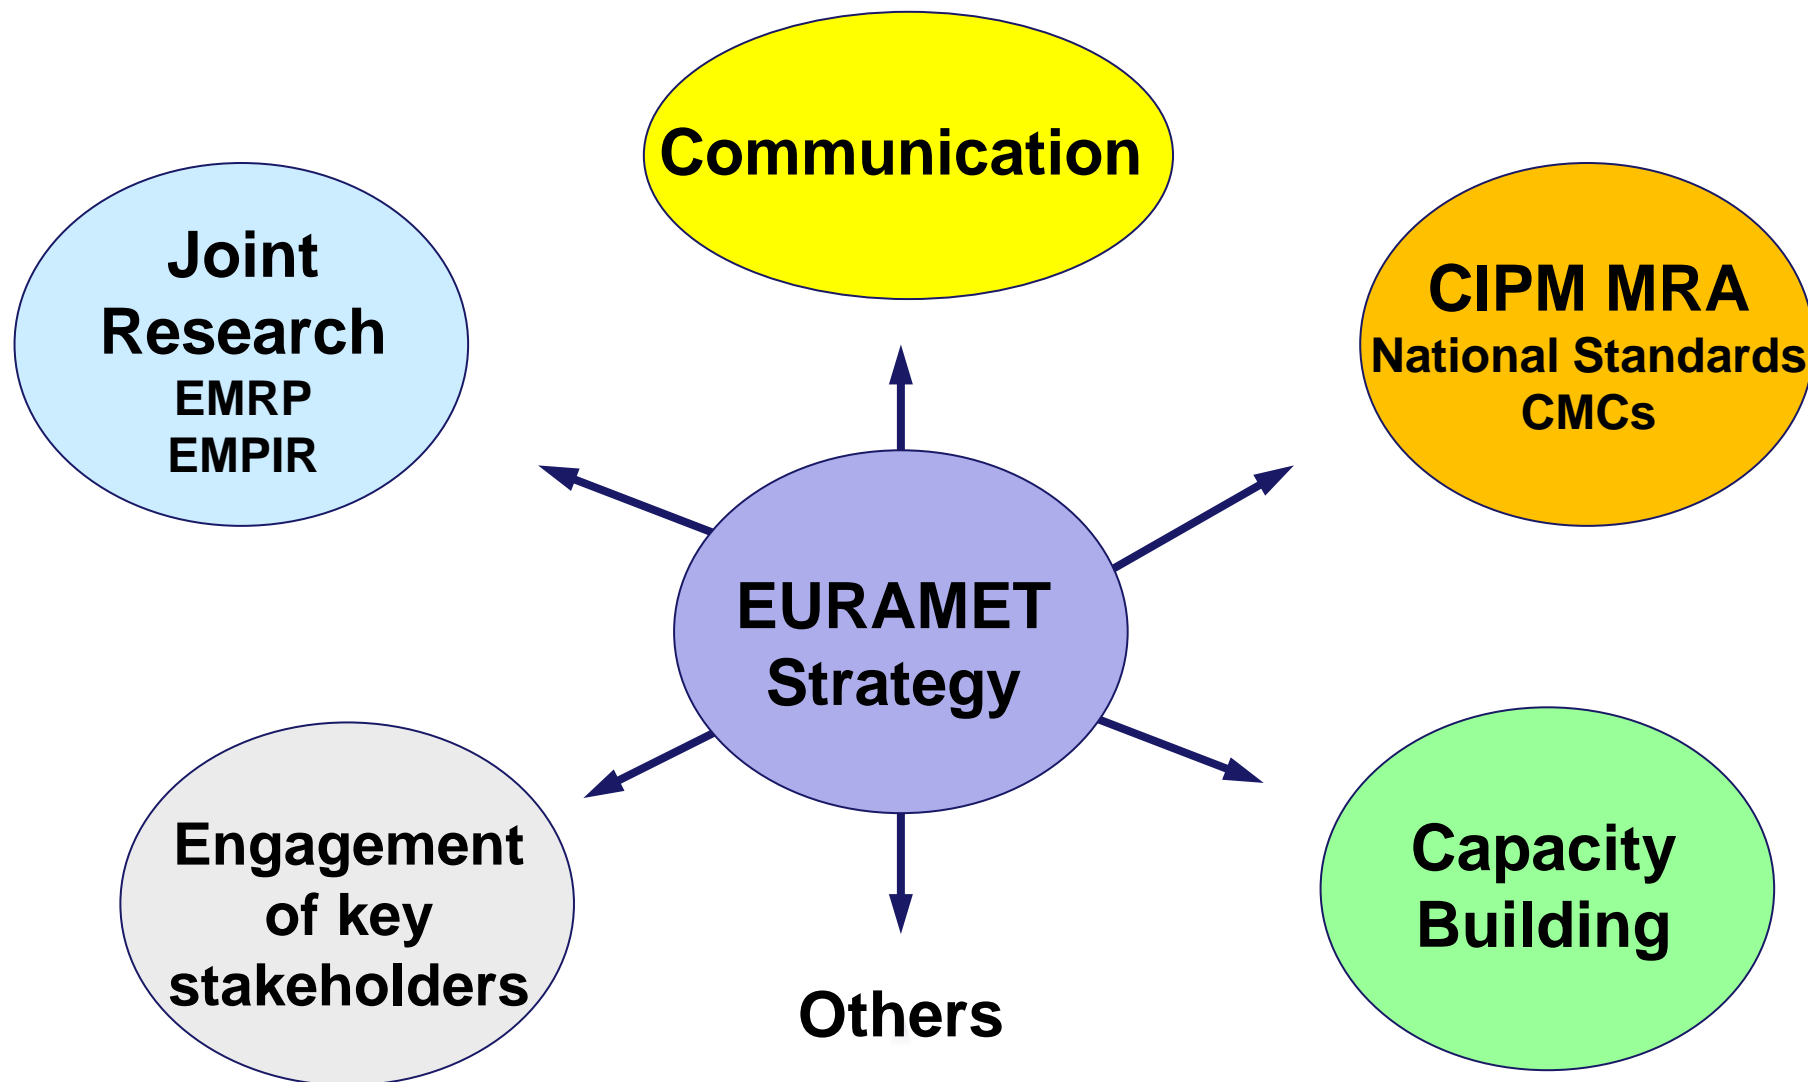 Communication
Joint
Research
EMRP
EMPIR
CIPM MRA
National Standards
CMCs
EURAMET
Strategy
Engagement
of key
stakeholders
Others
Capacity
Building